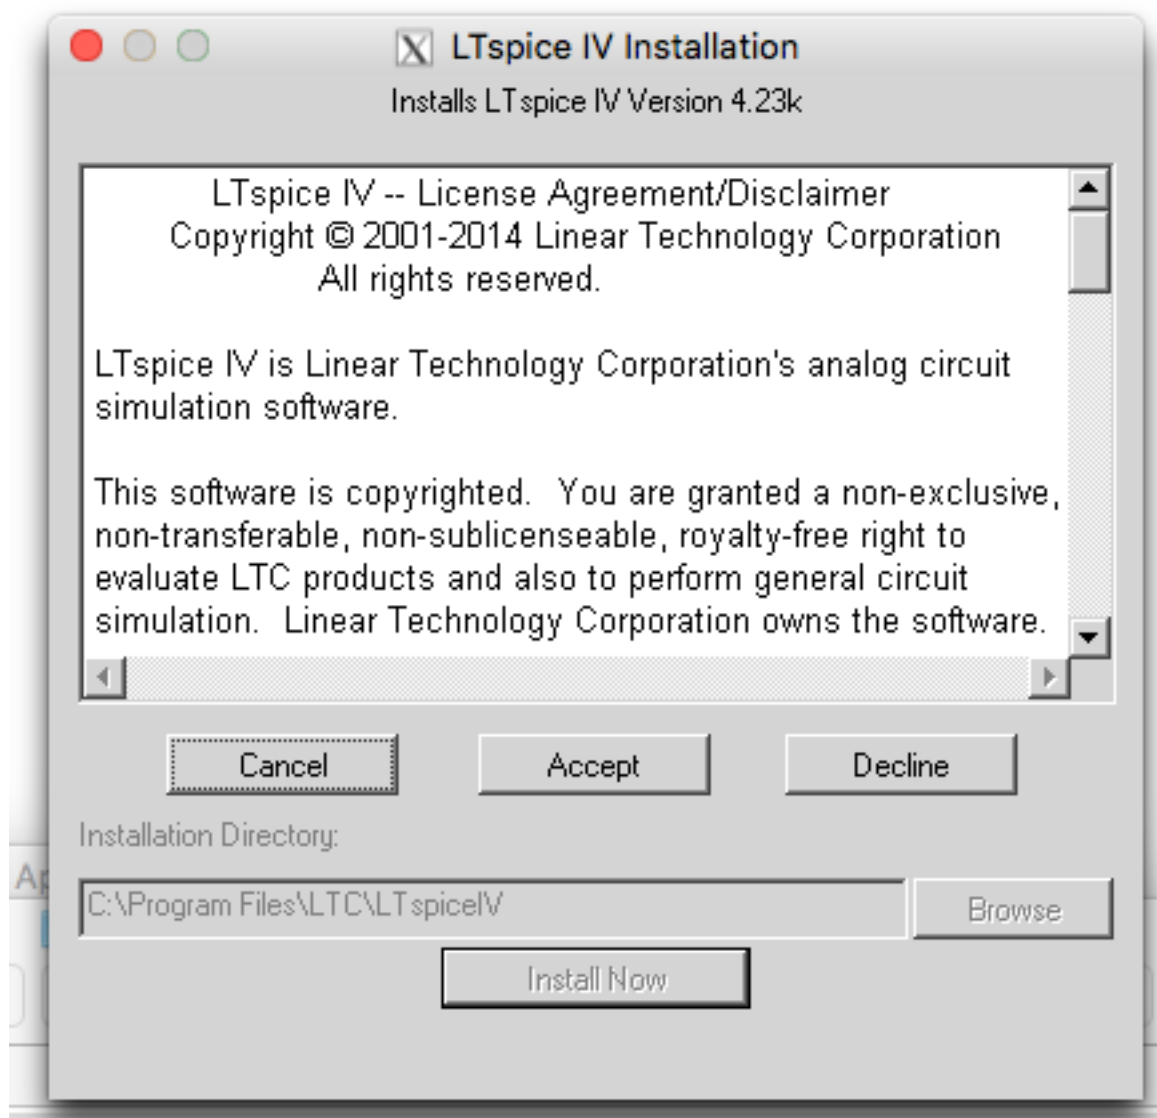 LTspice IV Installation
Installs LTspice IV Version 4.23k
LTspice IV -- License Agreement/Disclaimer
Copyright © 2001-2014 Linear Technology Corporation
All rights reserved.
LTspice IV is Linear Technology Corporation's analog circuit
simulation software.
This software is copyrighted.  You are granted a non-exclusive,
non-transferable, non-sublicenseable, royalty-free right to
evaluate LTC products and also to perform general circuit
simulation.  Linear Technology Corporation owns the software.
Cancel Accept Decline
Installation Directory:
C:\Program Files\LTC\LTspiceIV Browse
Install Now